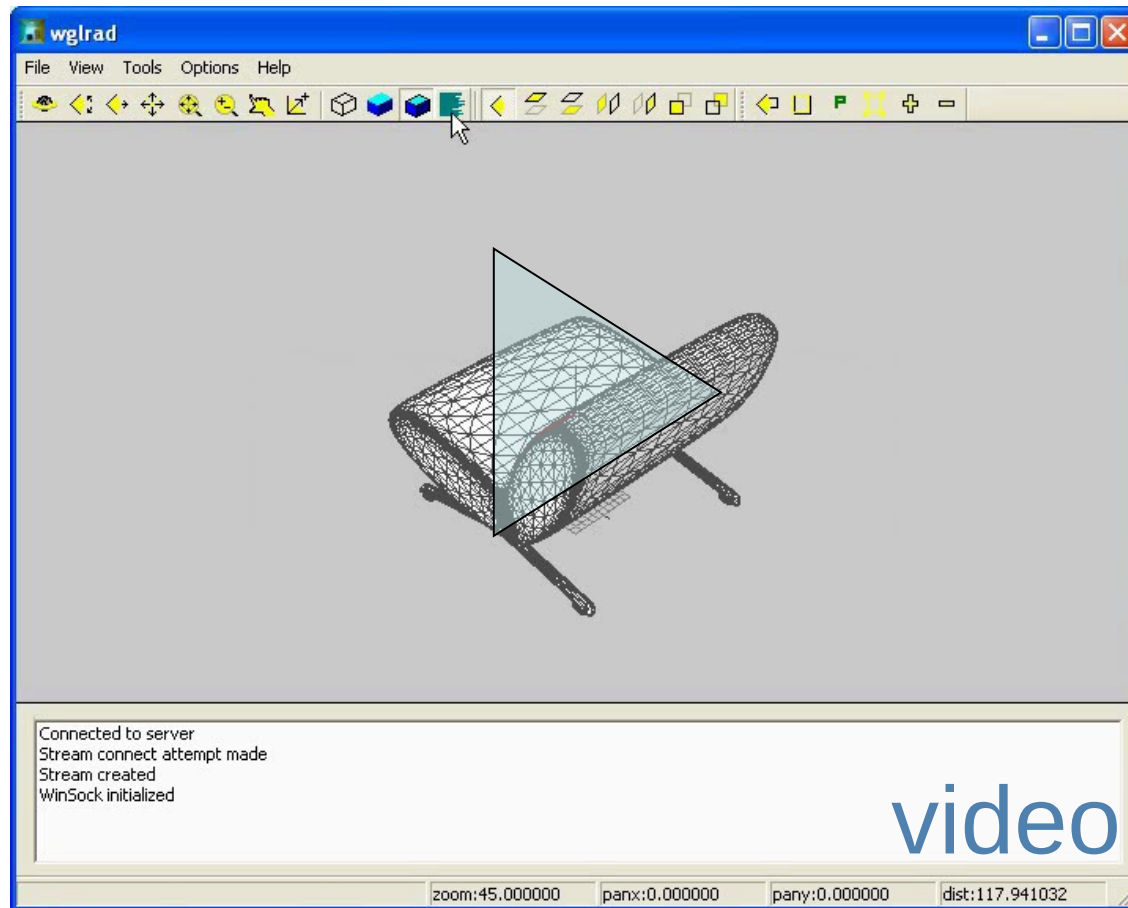 wglrad
File View Tools Options Help
P
Connected to server
Stream connect attempt made
Stream created
WinSock initialized
video
zoom:45.000000 panx:0.000000 pany:0.000000 dist:117.941032